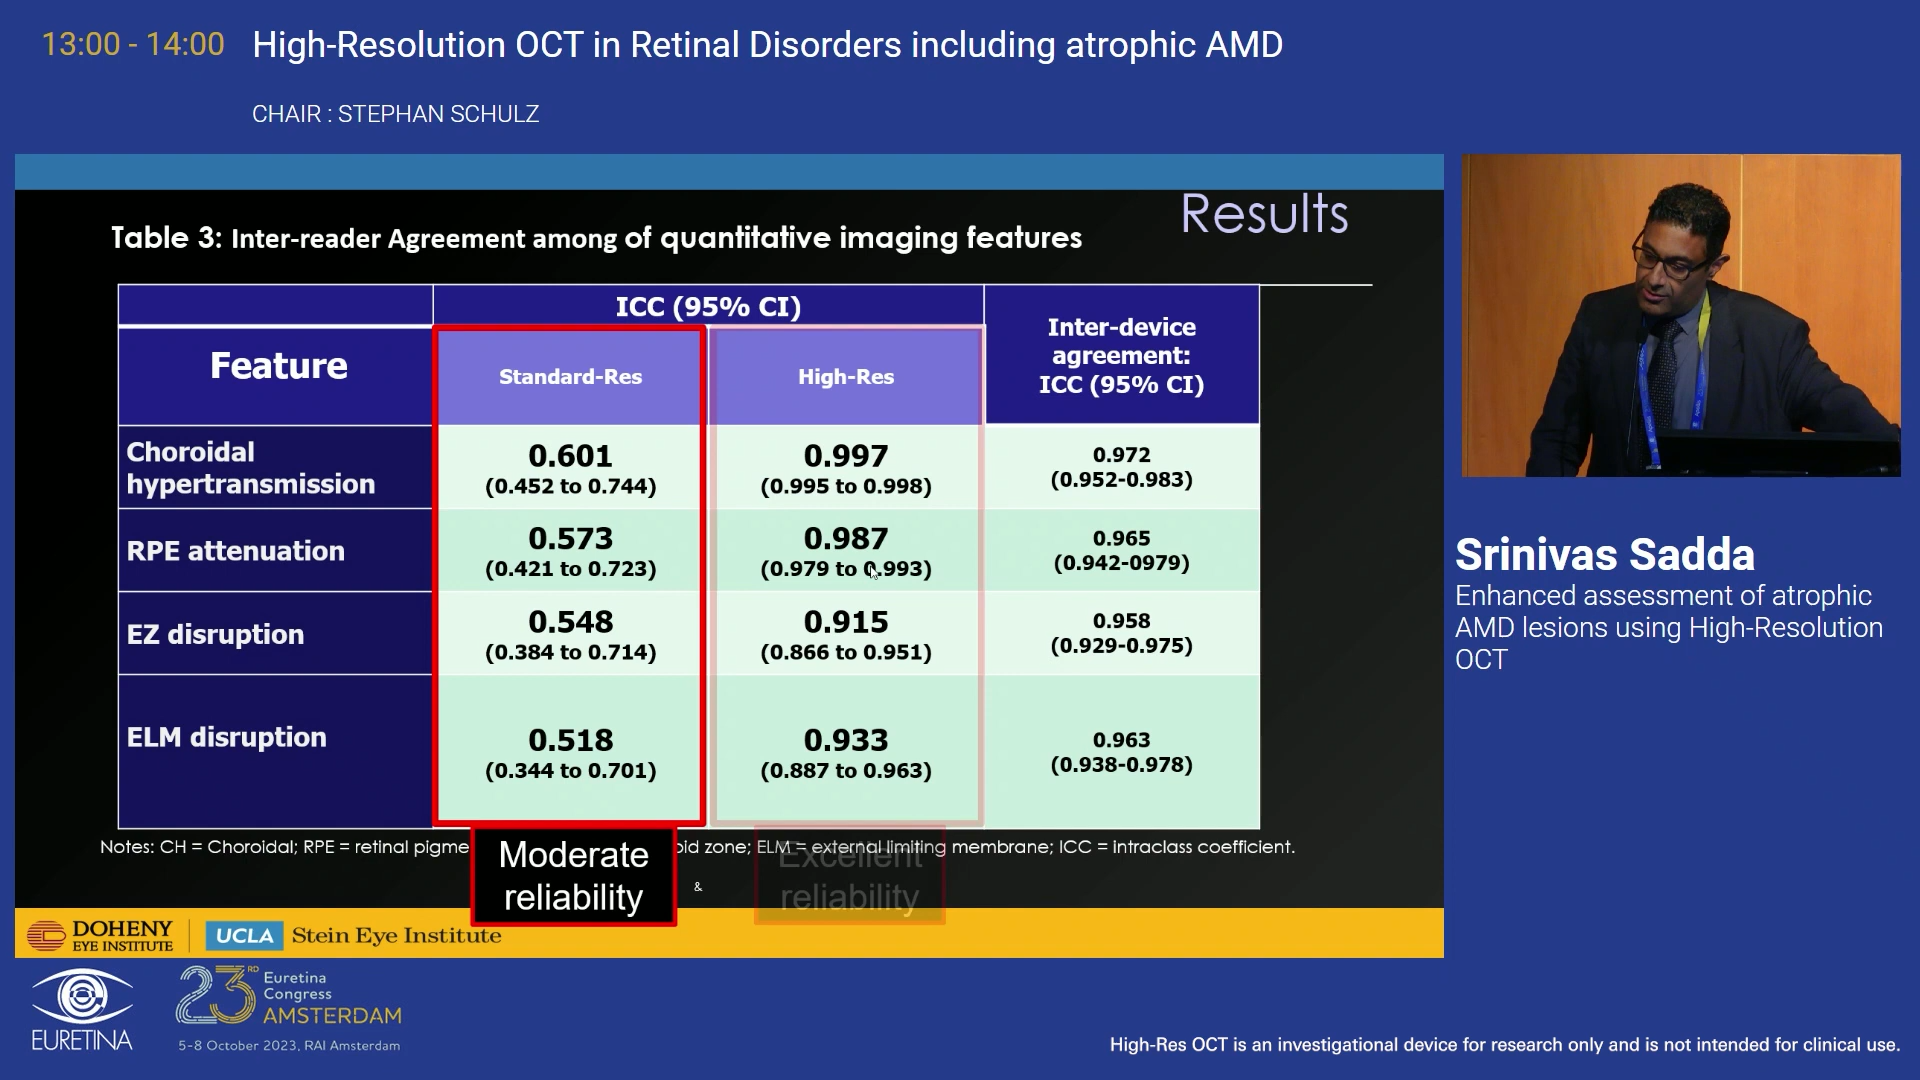 13:00 - 14:00 High-Resolution OCT in Retinal Disorders including atrophic AMD
CHAIR : STEPHAN SCHULZ
Results
Table 3: Inter-reader Agreement among of quantitative imaging features
ICC (95% CI)
Inter-device
agreement:
ICC (95% CI)
Feature
Standard-Res
High-Res
Choroidal
hypertransmission
0.601
(0.452 to 0.744)
0.997
(0.995 to 0.998)
0.972
(0.952-0.983)
RPE attenuation
0.573
(0.421 to 0.723)
0.987
(0.979 to 0.993)
0.965
(0.942-0979)
EZ disruption
0.548
(0.384 to 0.714)
0.915
(0.866 to 0.951)
0.958
(0.929-0.975)
ELM disruption
0.518
(0.344 to 0.701)
0.933
(0.887 to 0.963)
0.963
(0.938-0.978)
Notes: CH = Choroidal; RPE = retinal pigme oid zone; ELM = external limiting membrane; ICC = intraclass coefficient.
Moderate
reliability
&
Excellent
reliability
DOHENY
EYE INSTITUTE
UCLA Stein Eye Institute
Srinivas Sadda
Enhanced assessment of atrophic
AMD lesions using High-Resolution
OCT
EURETINA
23RD
Euretina
Congress
AMSTERDAM
5-8 October 2023, RAI Amsterdam
High-Res OCT is an investigational device for research only and is not intended for clinical use.